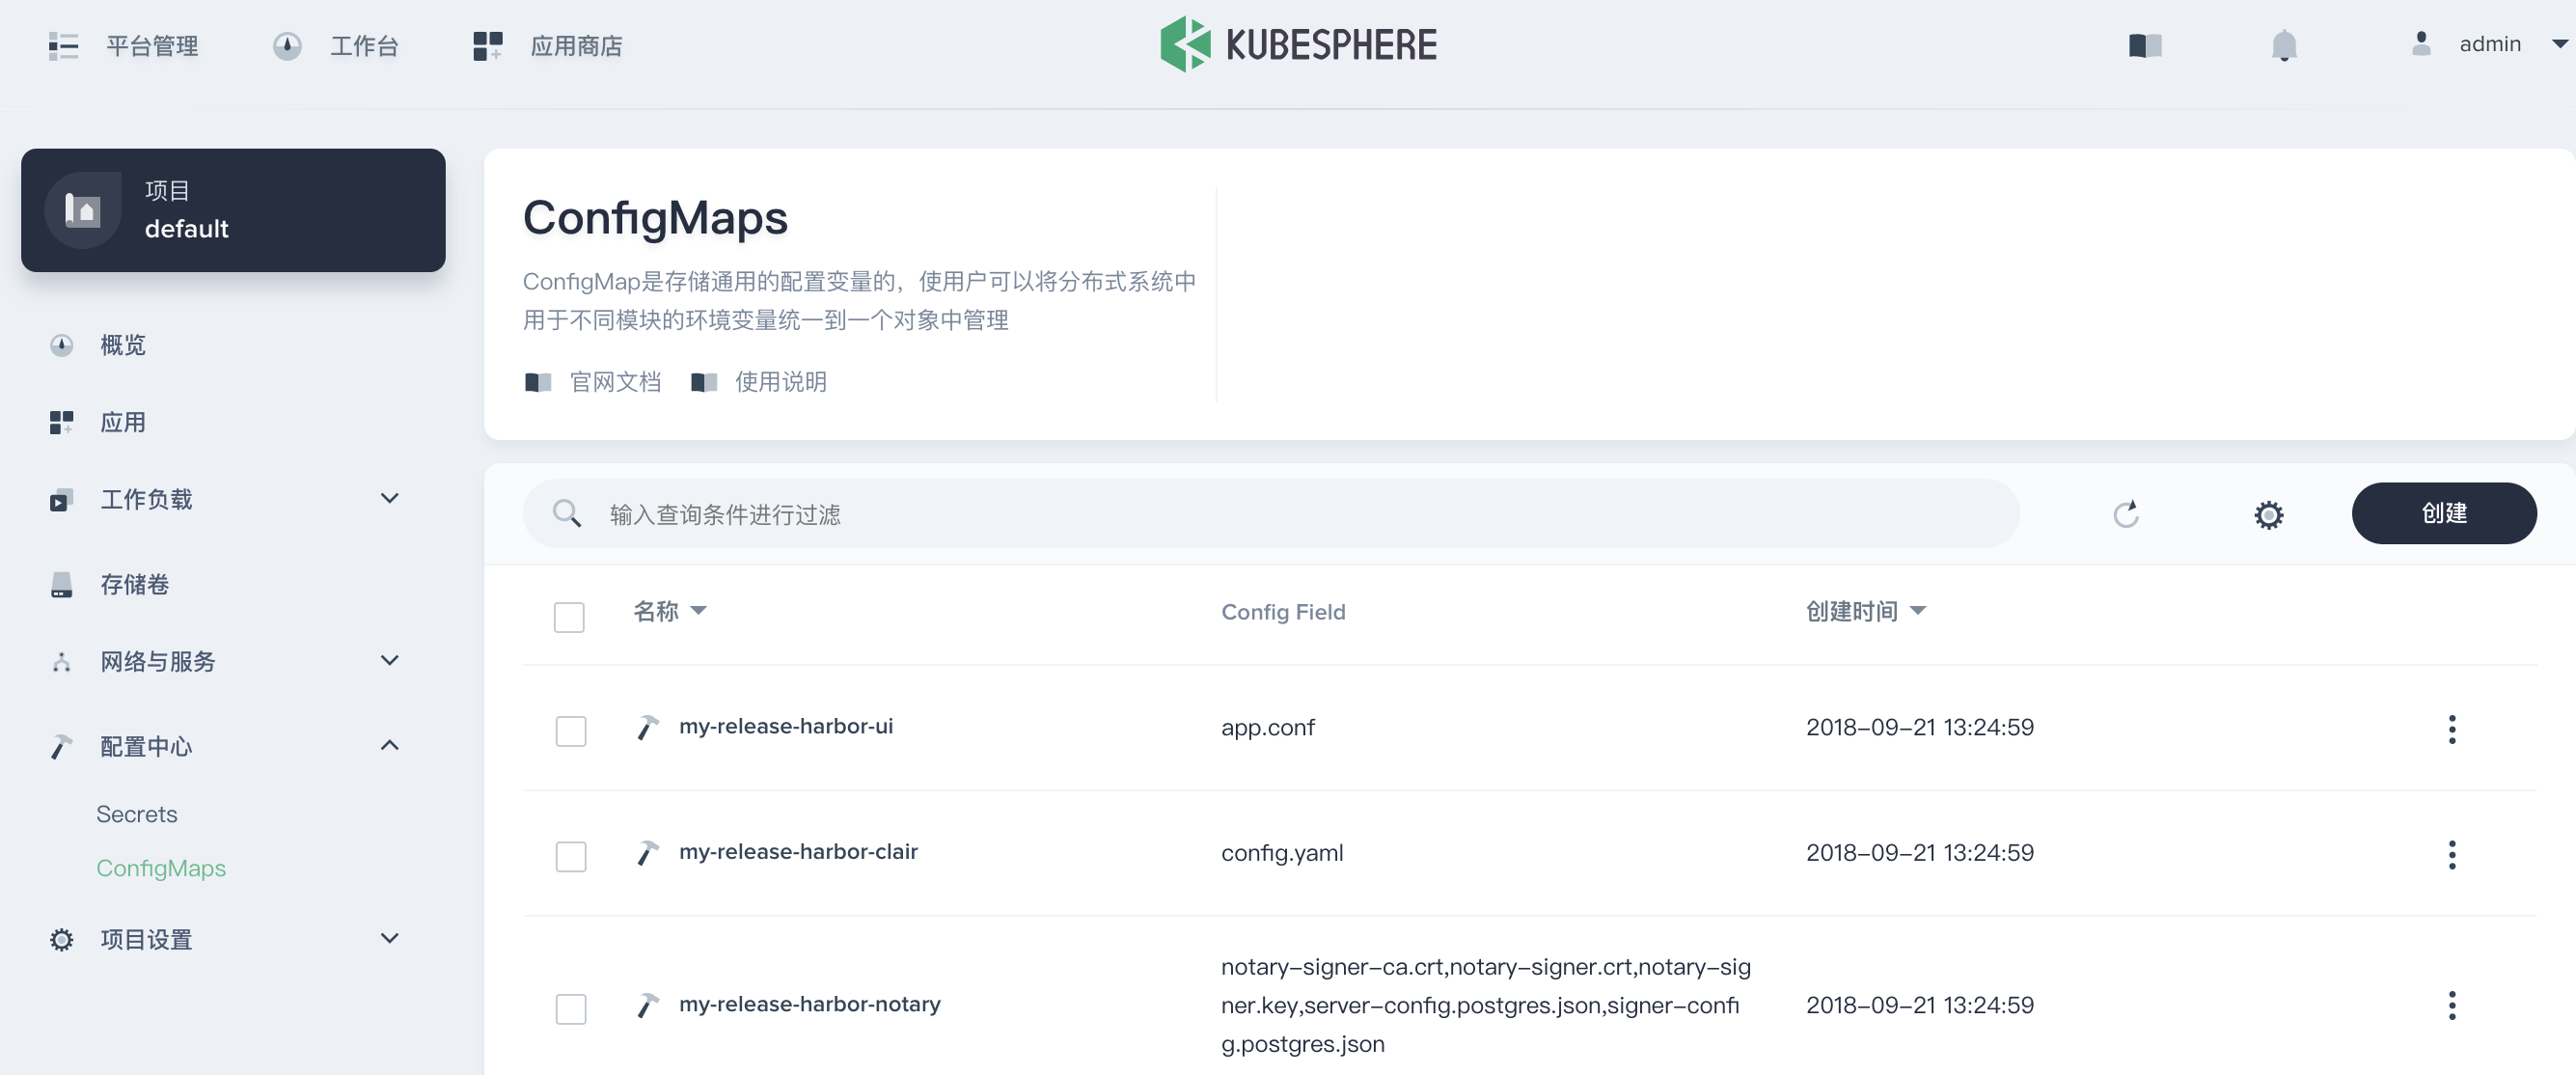 平台管理
工作台
应用商店
KUBESPHERE
admin
项目
default
概览
应用
工作负载
存储卷
网络与服务
配置中心
Secrets
ConfigMaps
项目设置
ConfigMaps
ConfigMap是存储通用的配置变量的，使用户可以将分布式系统中
用于不同模块的环境变量统一到一个对象中管理
官网文档
使用说明
输入查询条件进行过滤
创建
名称
Config Field
创建时间
my-release-harbor-ui
app.conf
2018-09-21 13:24:59
my-release-harbor-clair
config.yaml
2018-09-21 13:24:59
my-release-harbor-notary
notary-signer-ca.crt,notary-signer.crt,notary-sig
ner.key,server-config.postgres.json,signer-confi
g.postgres.json
2018-09-21 13:24:59